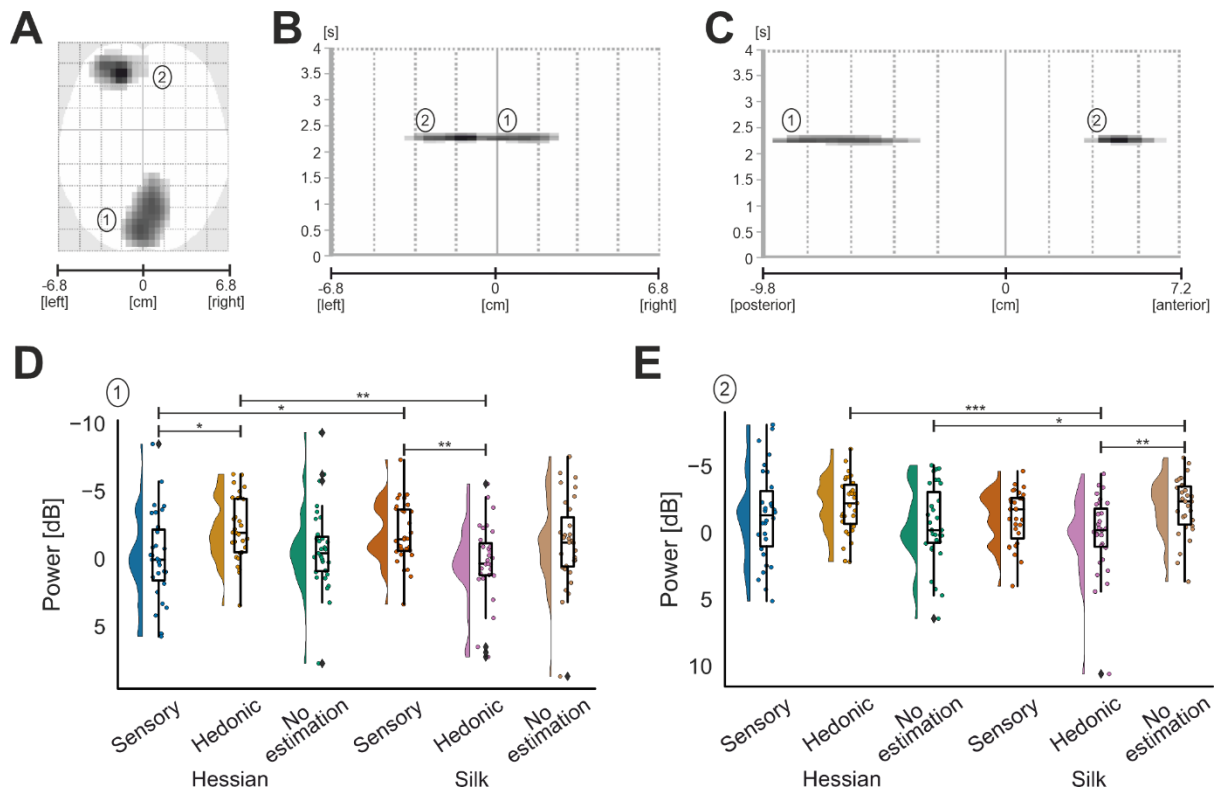 A
2
1
-6.8 0 6.8
[left] [cm] [right]
B
[s]
4
3.5
3
2.5
2
1.5
1
0.5
0
2 1
-6.8 0 6.8
[left] [cm] [right]
C
[s]
4
3.5
3
2.5
2
1.5
1
0.5
0
1 2
-9.8 0 7.2
[posterior] [cm] [anterior]
D
1
**
*
* **
Power [dB]
−10
−5
0
5
Sensory Hedonic No estimation Sensory Hedonic No estimation
Hessian Silk
E
2
***
*
**
Power [dB]
−5
0
5
10
Sensory Hedonic No estimation Sensory Hedonic No estimation
Hessian Silk